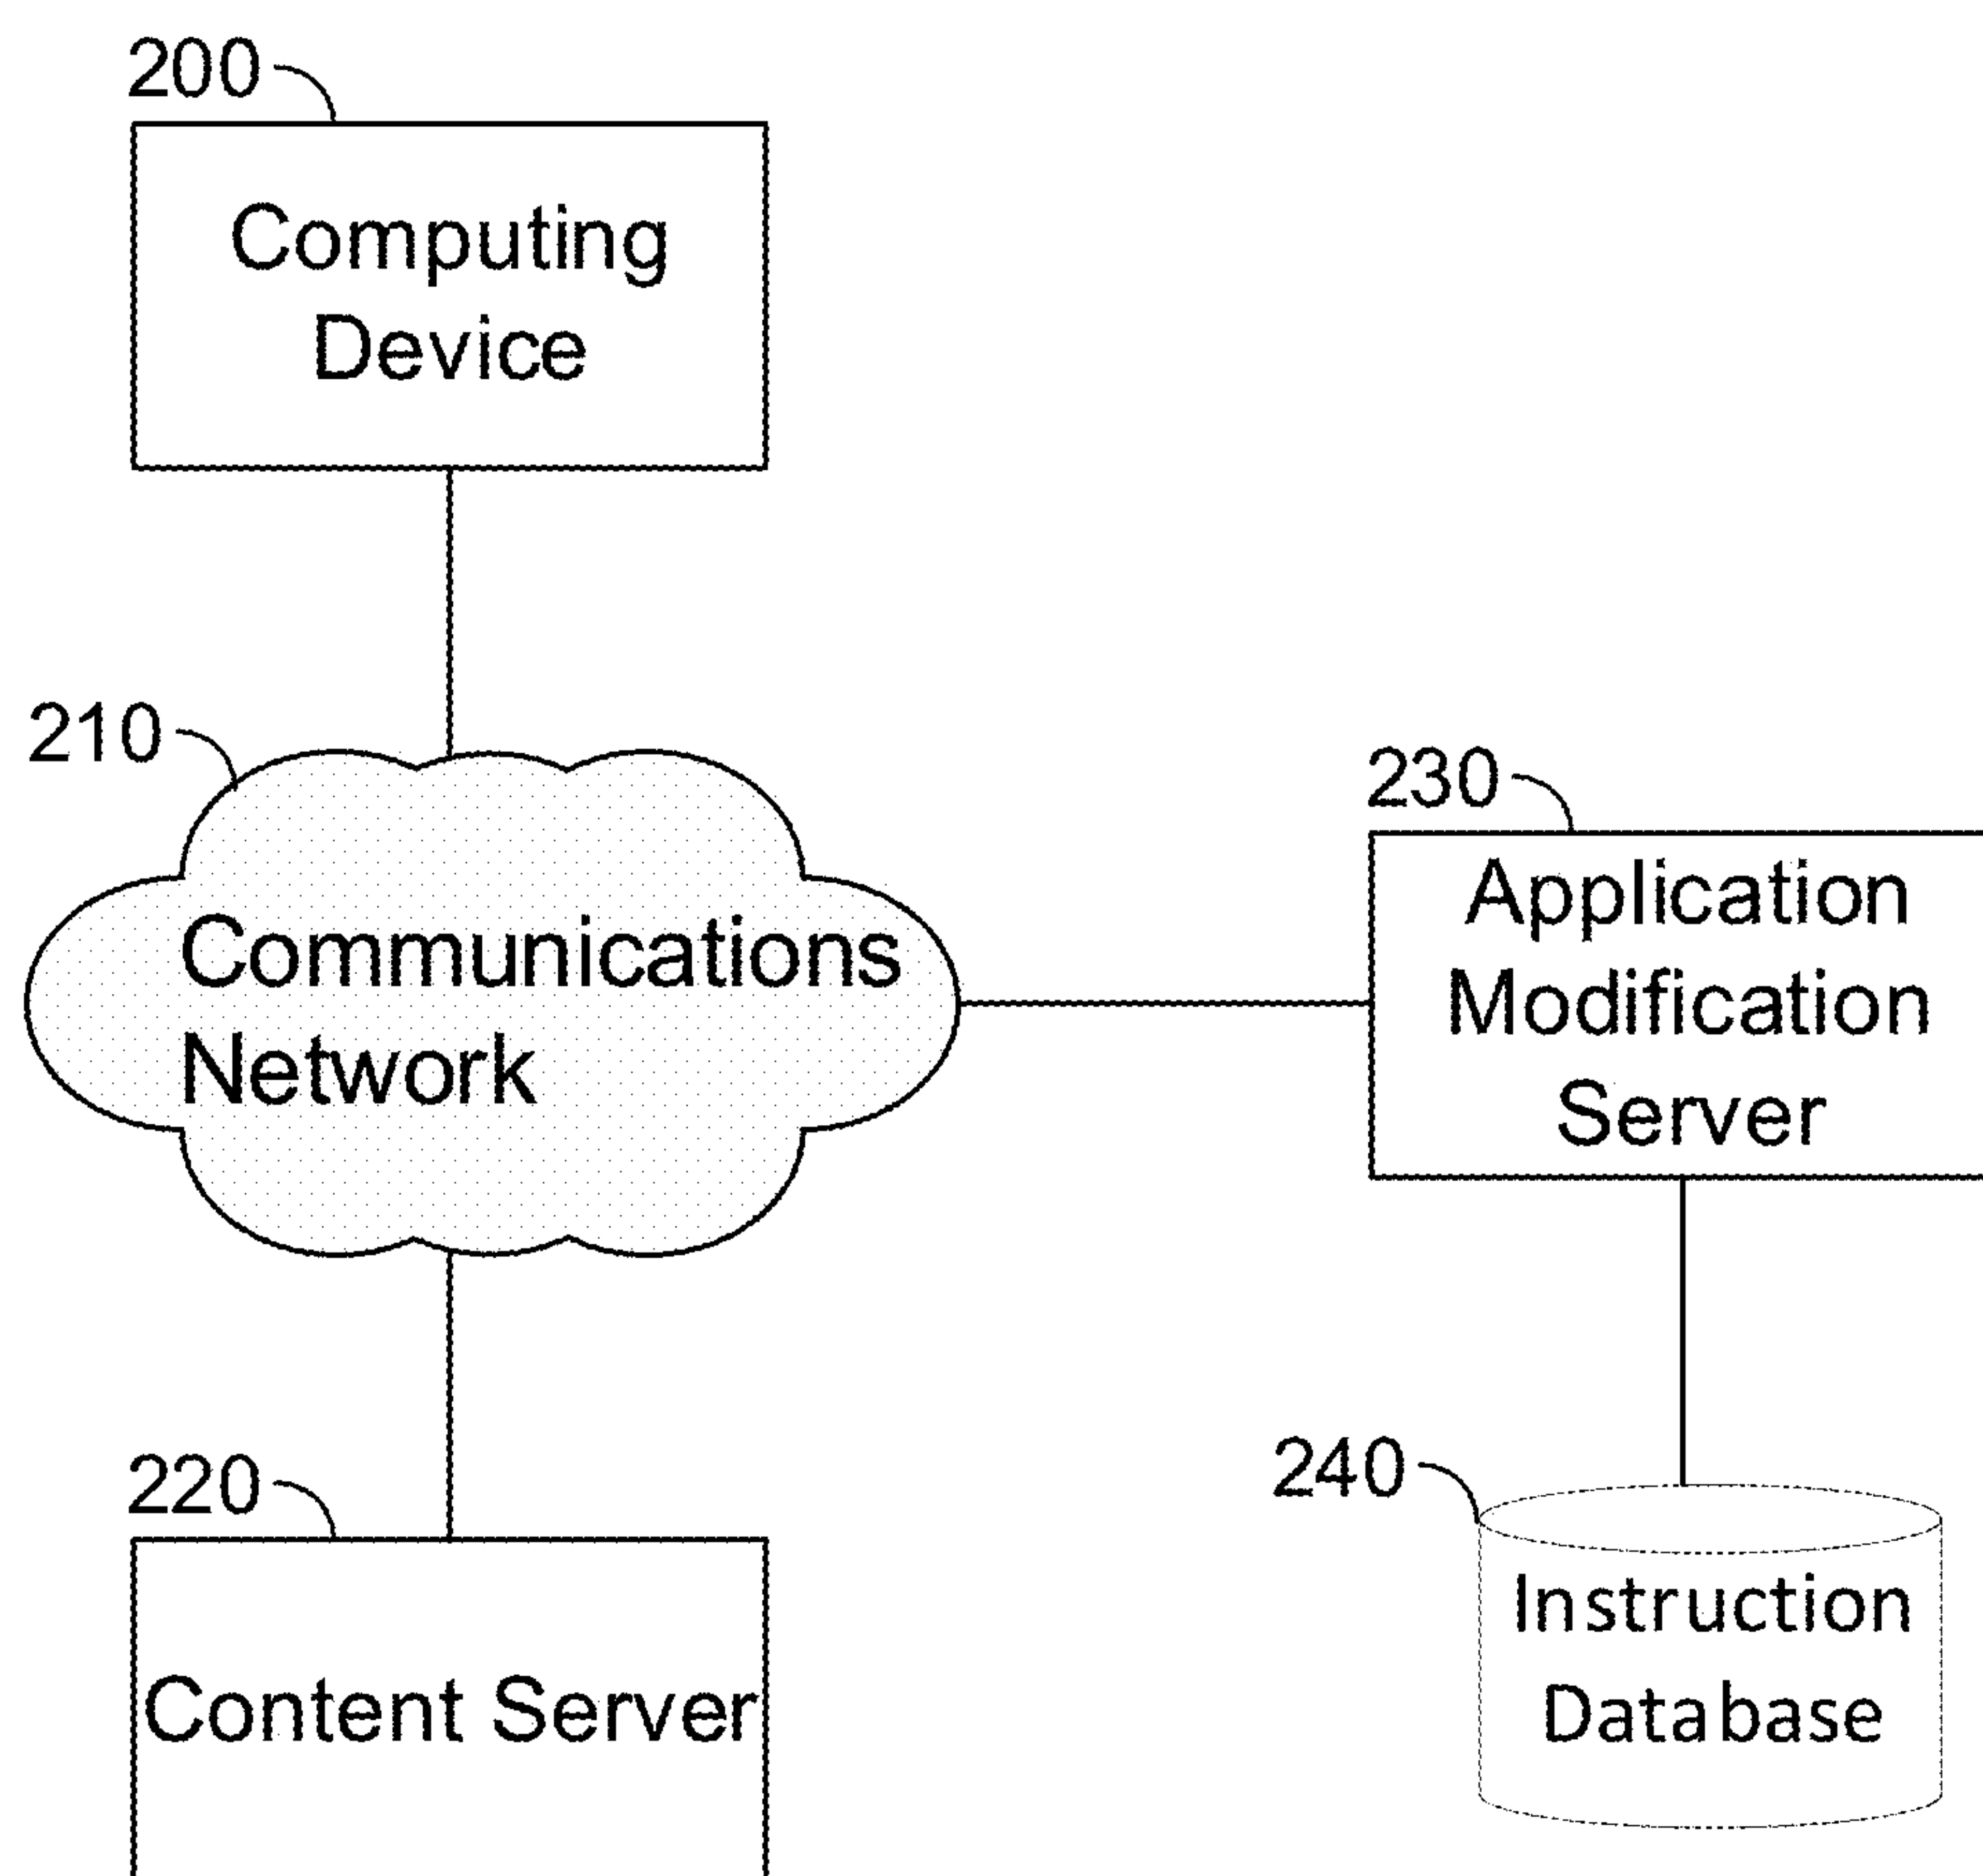 200
Computing
Device
210
Communications
Network
230
Application
Modification
Server
220
Content Server
240
Instruction
Database